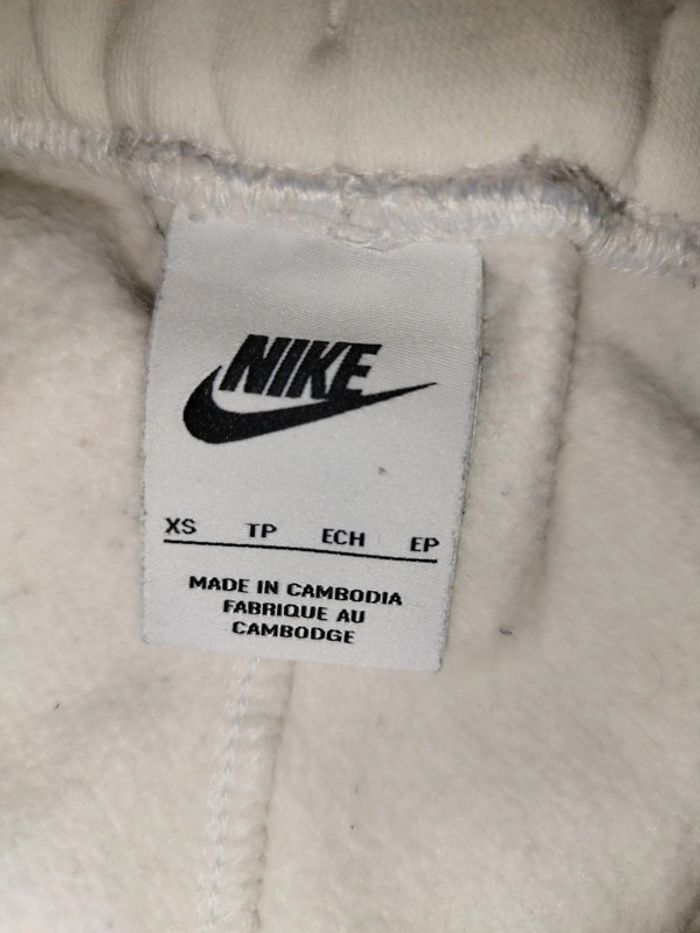 NIKE
XS TP ECH EP
MADE IN CAMBODIA
FABRIQUE AU
CAMBODGE